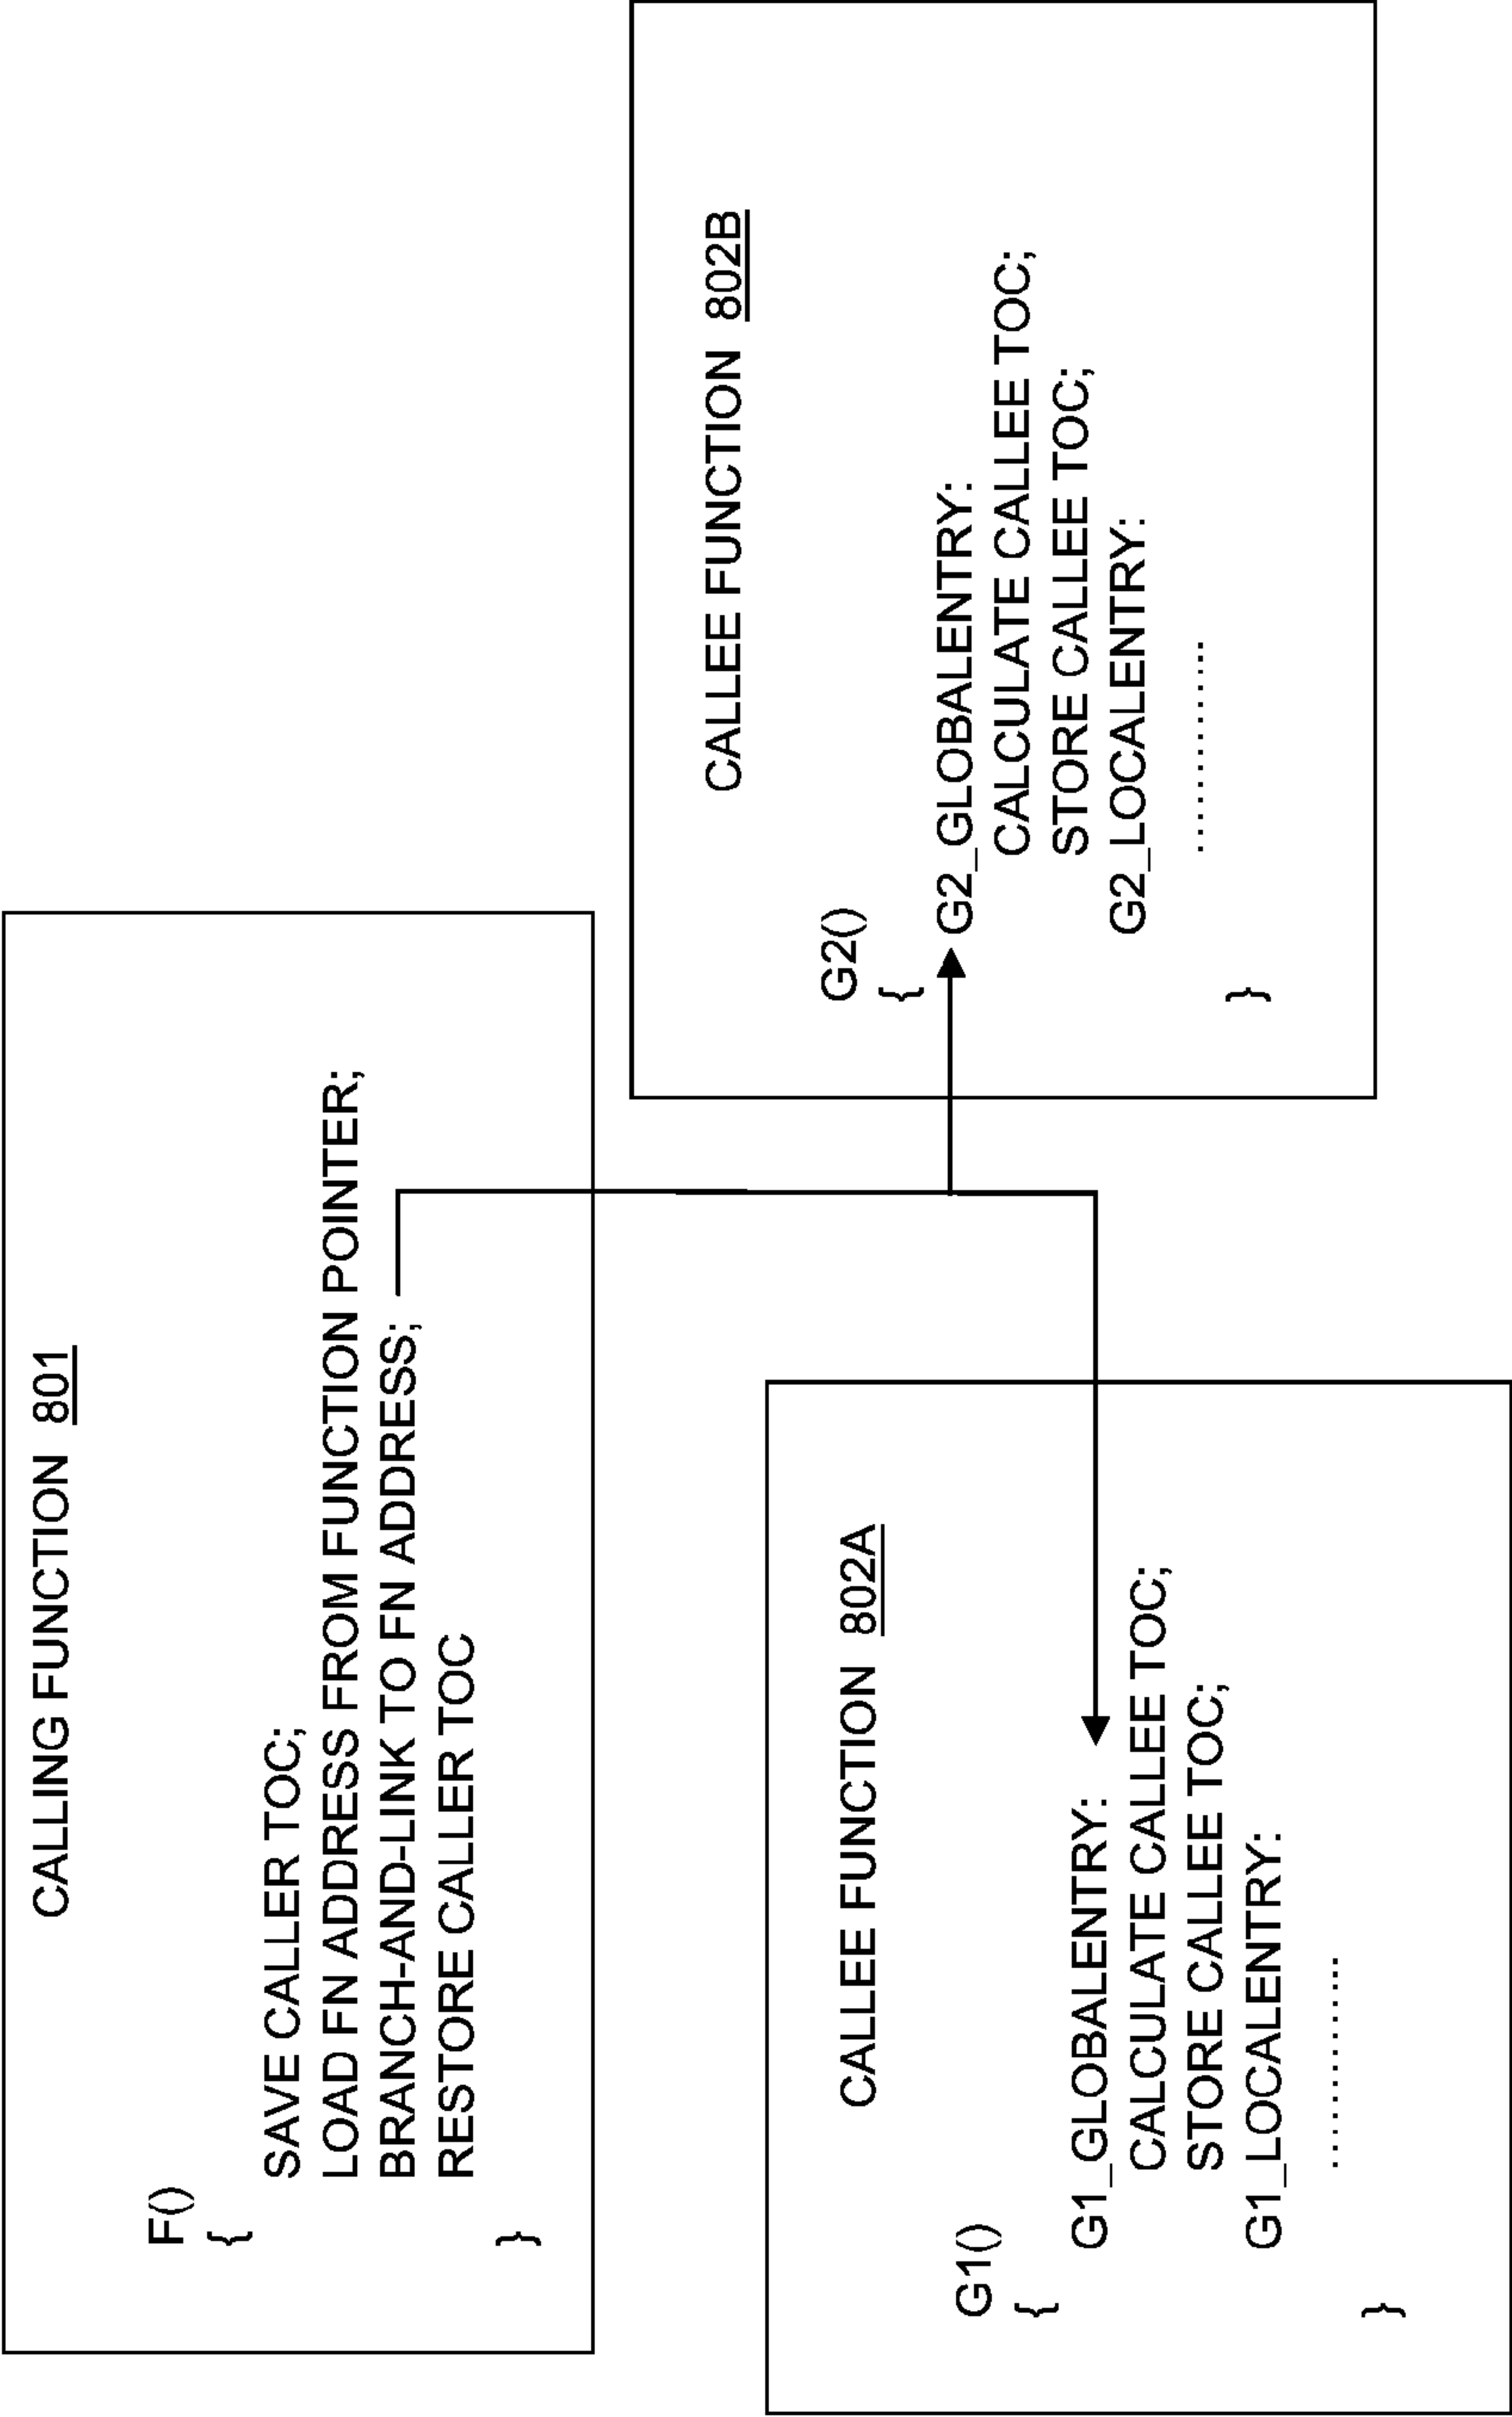 CALLING FUNCTION 801
F()
{
SAVE CALLER TOC;
LOAD FN ADDRESS FROM FUNCTION POINTER;
BRANCH-AND-LINK TO FN ADDRESS;
RESTORE CALLER TOC
}
CALLEE FUNCTION 802A
G1()
{
G1_GLOBALENTRY:
CALCULATE CALLEE TOC;
STORE CALLEE TOC;
G1_LOCALENTRY:
..............
}
CALLEE FUNCTION 802B
G2()
{
G2_GLOBALENTRY:
CALCULATE CALLEE TOC;
STORE CALLEE TOC;
G2_LOCALENTRY:
..............
}